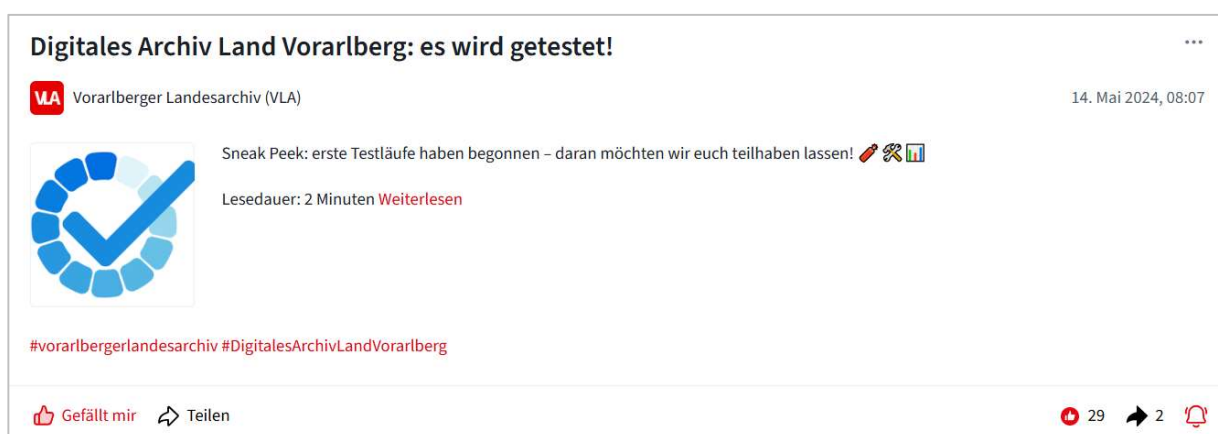 Digitales Archiv Land Vorarlberg: es wird getestet!
VLA Vorarlberger Landesarchiv (VLA) 14. Mai 2024, 08:07
Sneak Peek: erste Testläufe haben begonnen – daran möchten wir euch teilhaben lassen! 🧨 🛠 📊
Lesedauer: 2 Minuten Weiterlesen
#vorarlbergerlandesarchiv #DigitalesArchivLandVorarlberg
Gefällt mir Teilen 29 2